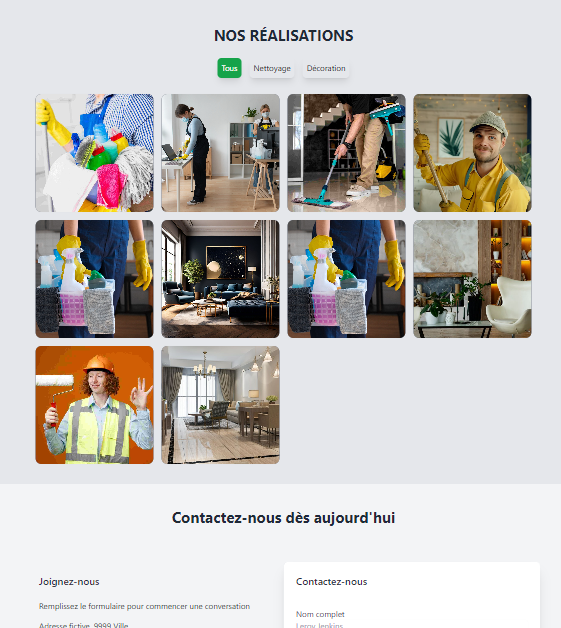 NOS RÉALISATIONS
Tous Nettoyage Décoration
Contactez-nous dès aujourd'hui
Joignez-nous
Remplissez le formulaire pour commencer une conversation
Adresse fictive, 9999 Ville
Contactez-nous
Nom complet
Leroy Jenkins